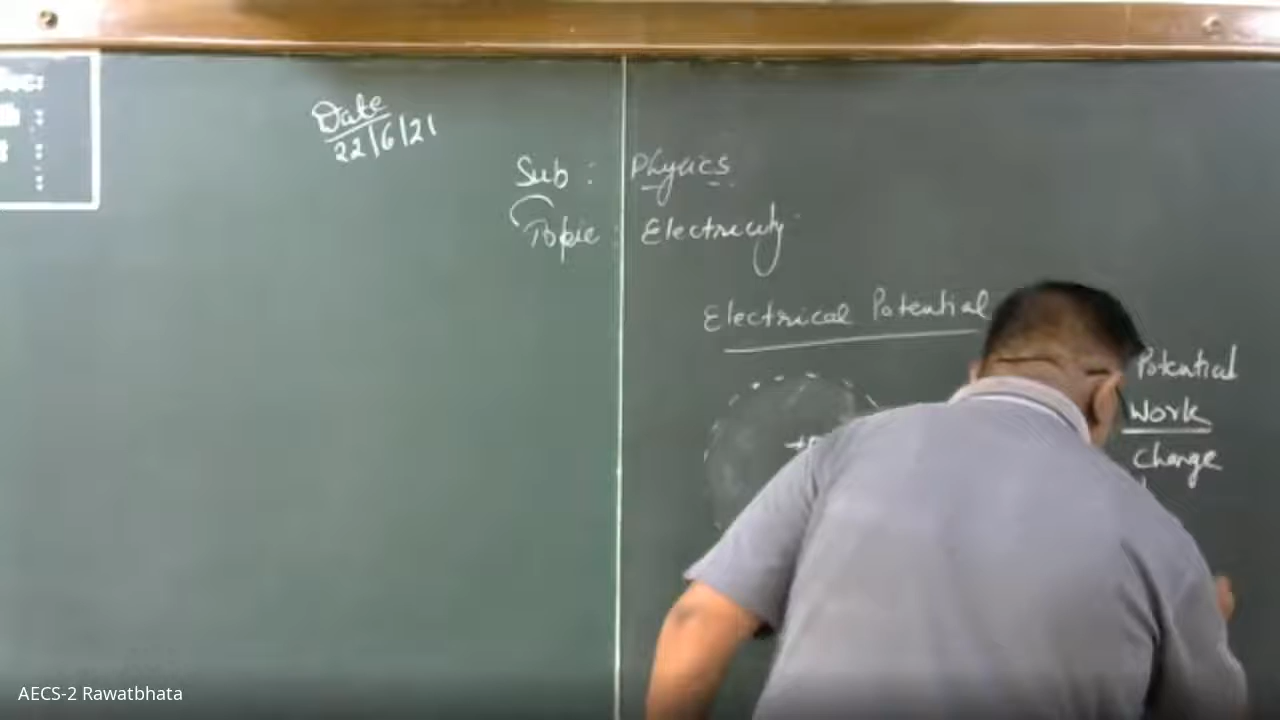 Date
22/6/21
Sub : Physics
Topic : Electricity
Electrical Potential
Potential
Work
Charge
AECS-2 Rawatbhata